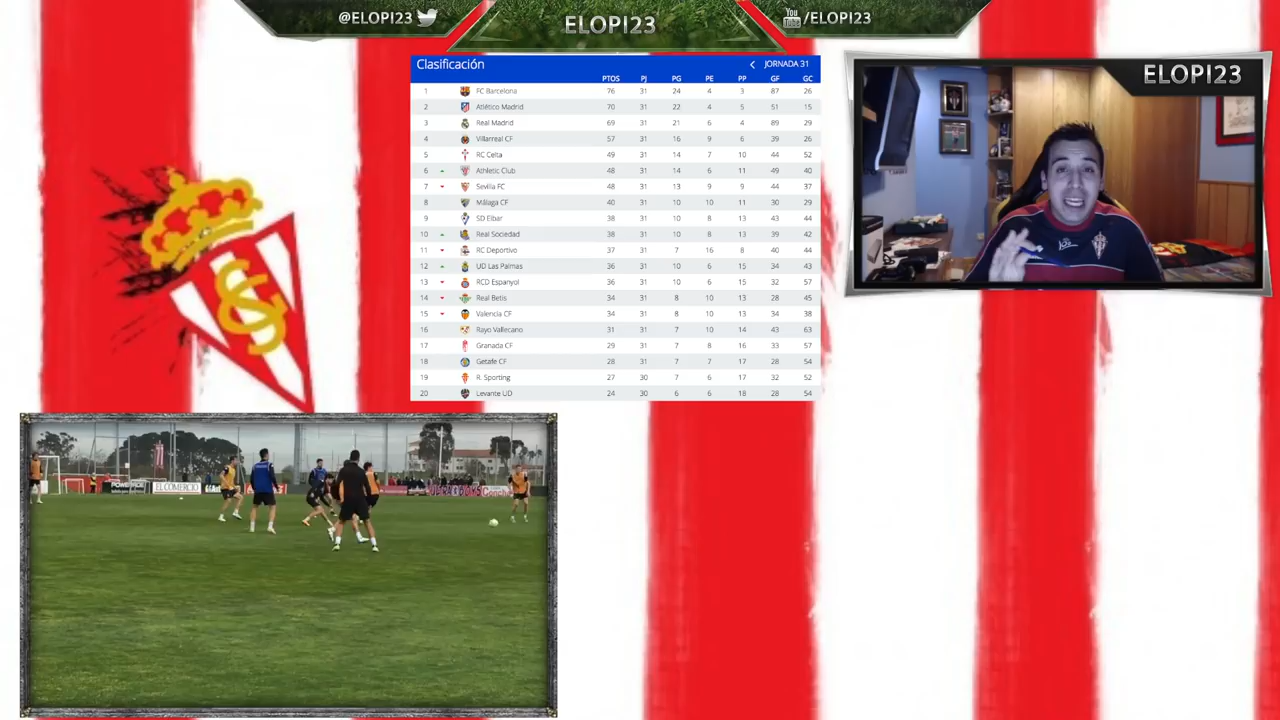 @ELOPI23
ELOPI23
You Tube /ELOPI23
Clasificación JORNADA 31
PTOS PJ PG PE PP GF GC
1 FC Barcelona 76 31 24 4 3 87 26
2 Atlético Madrid 70 31 22 4 5 51 15
3 Real Madrid 69 31 21 6 4 89 29
4 Villarreal CF 57 31 16 9 6 39 26
5 RC Celta 49 31 14 7 10 44 52
6 Athletic Club 48 31 14 6 11 49 40
7 Sevilla FC 48 31 13 9 9 44 37
8 Málaga CF 40 31 10 10 11 30 29
9 SD Eibar 38 31 10 8 13 43 44
10 Real Sociedad 38 31 10 8 13 39 42
11 RC Deportivo 37 31 7 16 8 40 44
12 UD Las Palmas 36 31 10 6 15 34 43
13 RCD Espanyol 36 31 10 6 15 32 57
14 Real Betis 34 31 8 10 13 28 45
15 Valencia CF 34 31 8 10 13 34 38
16 Rayo Vallecano 31 31 7 10 14 43 63
17 Granada CF 29 31 7 8 16 33 57
18 Getafe CF 28 31 7 7 17 28 54
19 R. Sporting 27 30 7 6 17 32 52
20 Levante UD 24 30 6 6 18 28 54
ELOPI23
EL COMERCIO